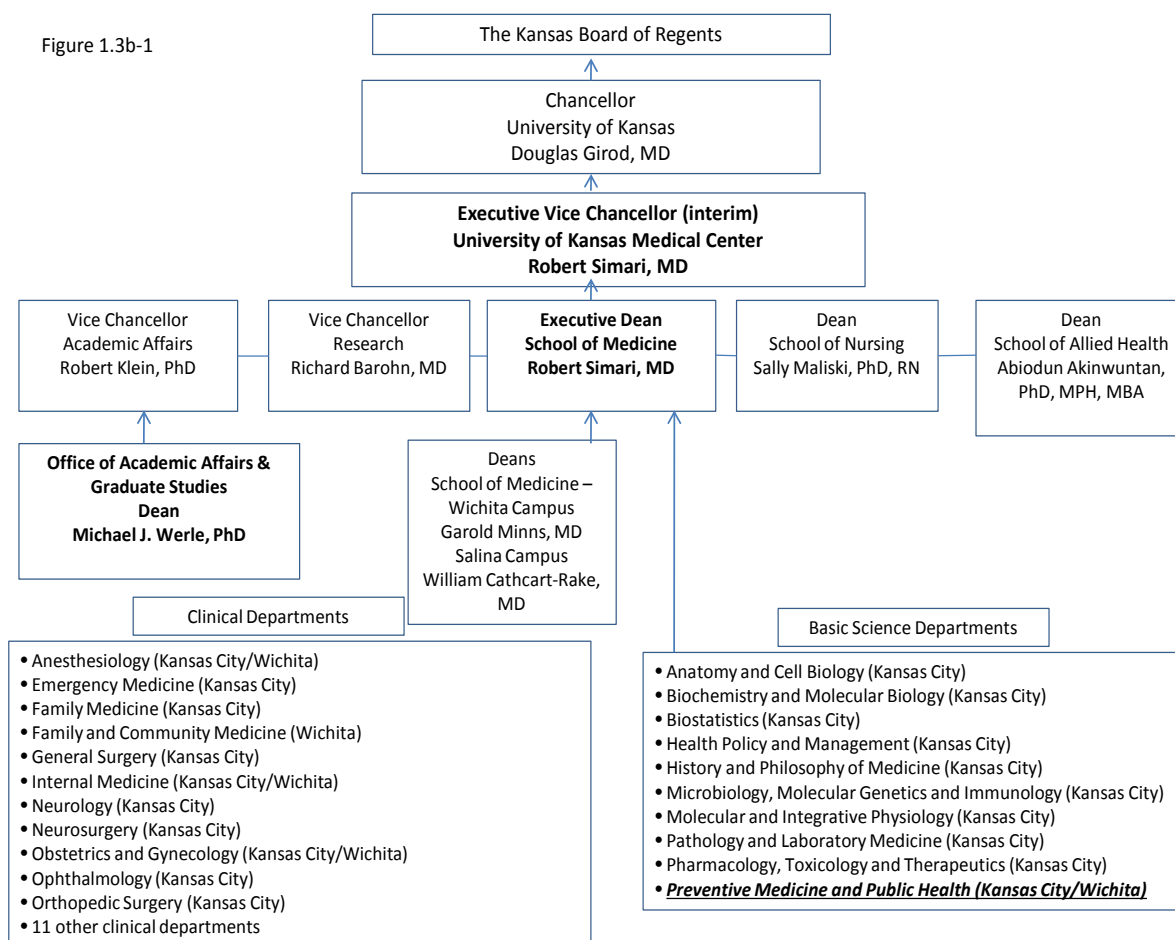 Figure 1.3b-1
The Kansas Board of Regents
Chancellor
University of Kansas
Douglas Girod, MD
Executive Vice Chancellor (interim)
University of Kansas Medical Center
Robert Simari, MD
Vice Chancellor
Academic Affairs
Robert Klein, PhD
Vice Chancellor
Research
Richard Barohn, MD
Executive Dean
School of Medicine
Robert Simari, MD
Dean
School of Nursing
Sally Maliski, PhD, RN
Dean
School of Allied Health
Abiodun Akinwuntan,
PhD, MPH, MBA
Office of Academic Affairs &
Graduate Studies
Dean
Michael J. Werle, PhD
Deans
School of Medicine –
Wichita Campus
Garold Minns, MD
Salina Campus
William Cathcart-Rake,
MD
Clinical Departments
• Anesthesiology (Kansas City/Wichita)
• Emergency Medicine (Kansas City)
• Family Medicine (Kansas City)
• Family and Community Medicine (Wichita)
• General Surgery (Kansas City)
• Internal Medicine (Kansas City/Wichita)
• Neurology (Kansas City)
• Neurosurgery (Kansas City)
• Obstetrics and Gynecology (Kansas City/Wichita)
• Ophthalmology (Kansas City)
• Orthopedic Surgery (Kansas City)
• 11 other clinical departments
Basic Science Departments
• Anatomy and Cell Biology (Kansas City)
• Biochemistry and Molecular Biology (Kansas City)
• Biostatistics (Kansas City)
• Health Policy and Management (Kansas City)
• History and Philosophy of Medicine (Kansas City)
• Microbiology, Molecular Genetics and Immunology (Kansas City)
• Molecular and Integrative Physiology (Kansas City)
• Pathology and Laboratory Medicine (Kansas City)
• Pharmacology, Toxicology and Therapeutics (Kansas City)
• Preventive Medicine and Public Health (Kansas City/Wichita)